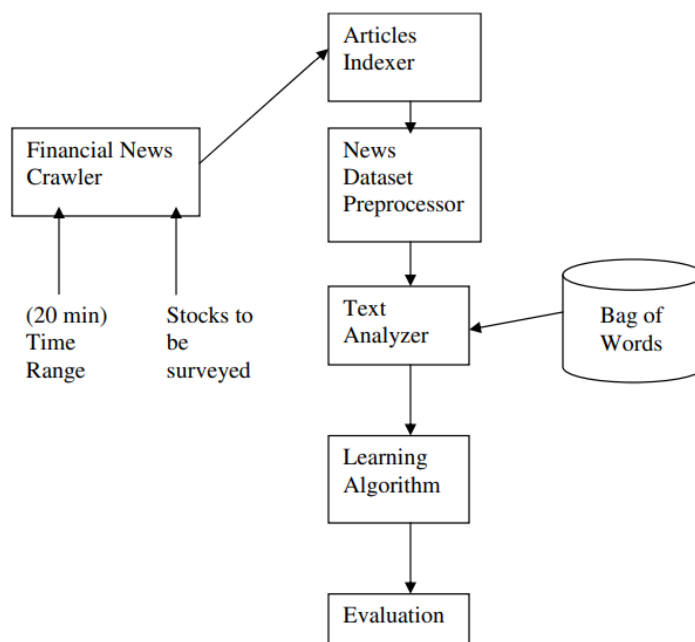 Articles
Indexer
Financial News
Crawler
News
Dataset
Preprocessor
(20 min)
Time
Range
Stocks to
be
surveyed
Text
Analyzer
Bag of
Words
Learning
Algorithm
Evaluation